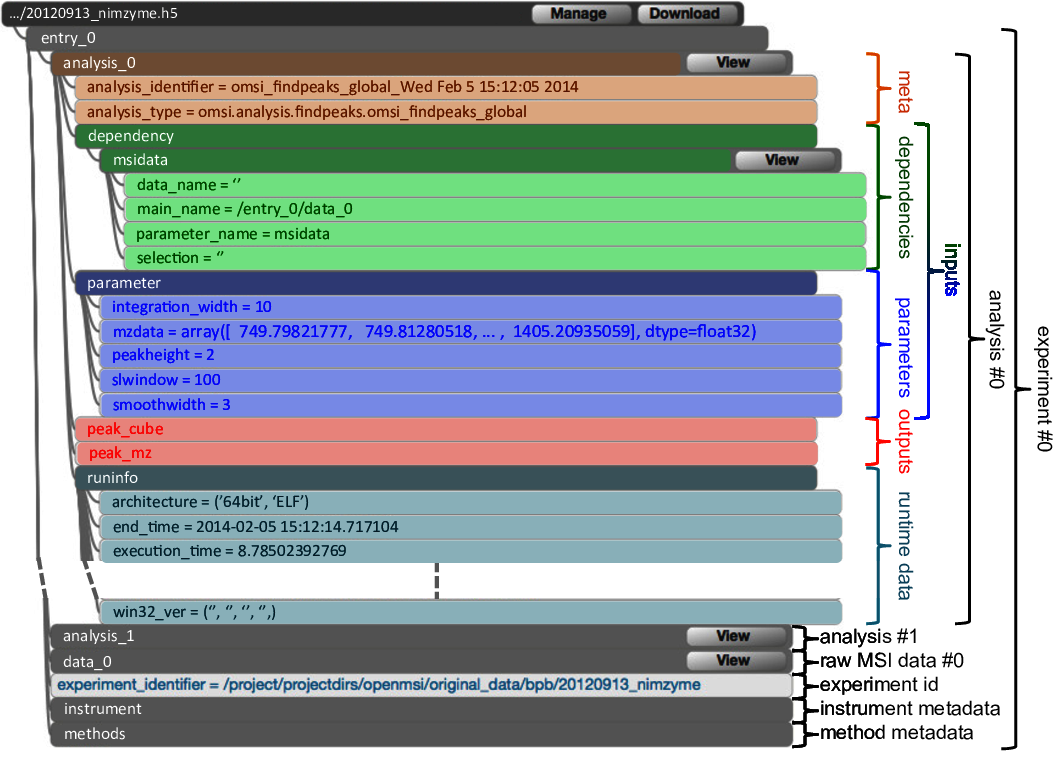 .../20120913_nimzyme.h5 Manage Download
entry_0
analysis_0 View
analysis_identifier = omsi_findpeaks_global_Wed Feb 5 15:12:05 2014
analysis_type = omsi.analysis.findpeaks.omsi_findpeaks_global
dependency
msidata View
data_name = ‘’
main_name = /entry_0/data_0
parameter_name = msidata
selection = ‘’
parameter
integration_width = 10
mzdata = array([ 749.79821777, 749.81280518, ... , 1405.20935059], dtype=float32)
peakheight = 2
slwindow = 100
smoothwidth = 3
peak_cube
peak_mz
runinfo
architecture = (’64bit’, ‘ELF’)
end_time = 2014-02-05 15:12:14.717104
execution_time = 8.78502392769
win32_ver = (‘’, ‘’, ‘’, ‘’,)
analysis_1 View
data_0 View
experiment_identifier = /project/projectdirs/openmsi/original_data/bpb/20120913_nimzyme
instrument
methods
meta
dependencies
parameters
outputs
runtime data
inputs
analysis #0
experiment #0
analysis #1
raw MSI data #0
experiment id
instrument metadata
method metadata